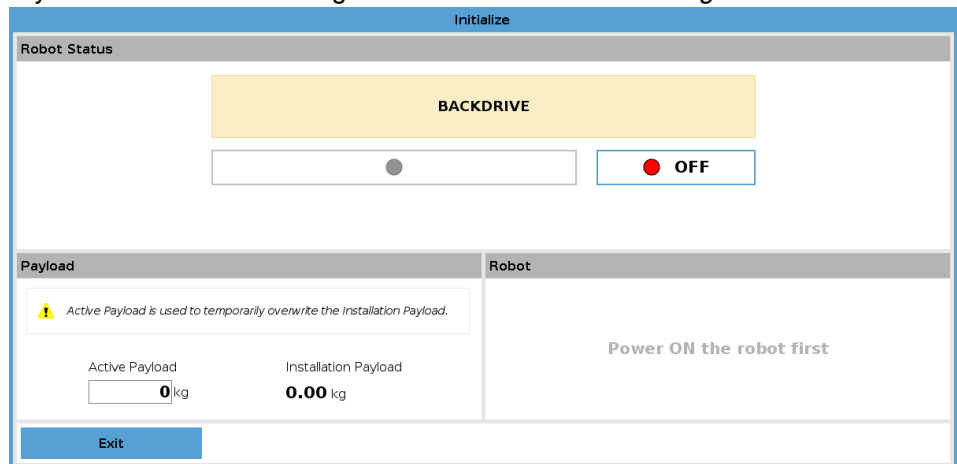 Initialize
Robot Status
BACKDRIVE
OFF
Payload
Active Payload is used to temporarily overwrite the Installation Payload.
Active Payload
Installation Payload
0 kg
0.00 kg
Robot
Power ON the robot first
Exit